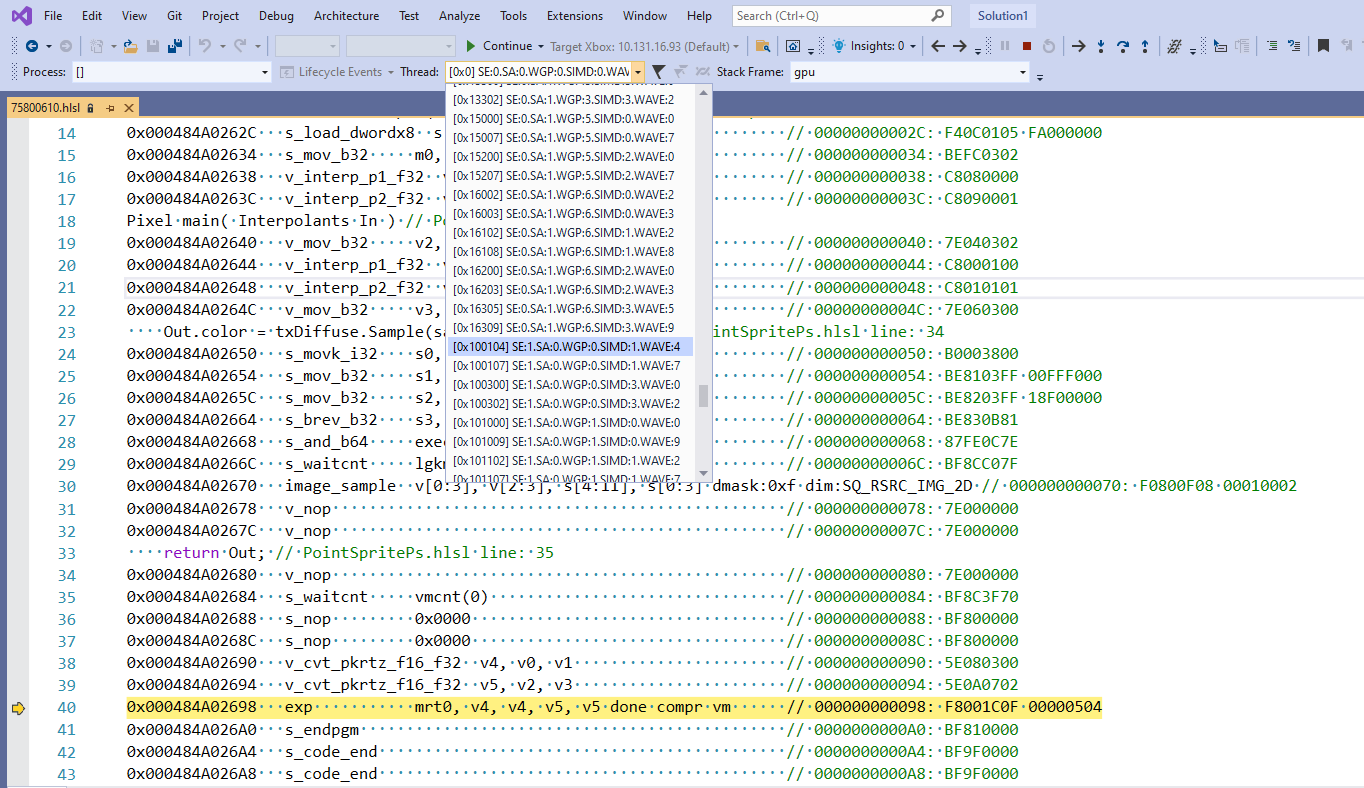 File Edit View Git Project Debug Architecture Test Analyze Tools Extensions Window Help Search (Ctrl+Q) Solution1
Continue Target Xbox: 10.131.16.93 (Default) Insights: 0
Process: [] Lifecycle Events Thread: [0x0] SE:0.SA:0.WGP:0.SIMD:0.WAV Stack Frame: gpu
75800610.hlsl
[0x13302] SE:0.SA:1.WGP:3.SIMD:3.WAVE:2
[0x15000] SE:0.SA:1.WGP:5.SIMD:0.WAVE:0
[0x15007] SE:0.SA:1.WGP:5.SIMD:0.WAVE:7
[0x15200] SE:0.SA:1.WGP:5.SIMD:2.WAVE:0
[0x15207] SE:0.SA:1.WGP:5.SIMD:2.WAVE:7
[0x16002] SE:0.SA:1.WGP:6.SIMD:0.WAVE:2
[0x16003] SE:0.SA:1.WGP:6.SIMD:0.WAVE:3
[0x16102] SE:0.SA:1.WGP:6.SIMD:1.WAVE:2
[0x16108] SE:0.SA:1.WGP:6.SIMD:1.WAVE:8
[0x16200] SE:0.SA:1.WGP:6.SIMD:2.WAVE:0
[0x16203] SE:0.SA:1.WGP:6.SIMD:2.WAVE:3
[0x16305] SE:0.SA:1.WGP:6.SIMD:3.WAVE:5
[0x16309] SE:0.SA:1.WGP:6.SIMD:3.WAVE:9
[0x100104] SE:1.SA:0.WGP:0.SIMD:1.WAVE:4
[0x100107] SE:1.SA:0.WGP:0.SIMD:1.WAVE:7
[0x100300] SE:1.SA:0.WGP:0.SIMD:3.WAVE:0
[0x100302] SE:1.SA:0.WGP:0.SIMD:3.WAVE:2
[0x101000] SE:1.SA:0.WGP:1.SIMD:0.WAVE:0
[0x101009] SE:1.SA:0.WGP:1.SIMD:0.WAVE:9
[0x101102] SE:1.SA:0.WGP:1.SIMD:1.WAVE:2
[0x101107] SE:1.SA:0.WGP:1.SIMD:1.WAVE:7
14 0x000484A0262C s_load_dwordx8 s // 00000000002C: F40C0105 FA000000
15 0x000484A02634 s_mov_b32 m0, // 000000000034: BEFC0302
16 0x000484A02638 v_interp_p1_f32 // 000000000038: C8080000
17 0x000484A0263C v_interp_p2_f32 // 00000000003C: C8090001
18 Pixel main( Interpolants In ) //
19 0x000484A02640 v_mov_b32 v2, // 000000000040: 7E040302
20 0x000484A02644 v_interp_p1_f32 // 000000000044: C8000100
21 0x000484A02648 v_interp_p2_f32 // 000000000048: C8010101
22 0x000484A0264C v_mov_b32 v3, // 00000000004C: 7E060300
23 Out.color = txDiffuse.Sample(sa ointSpritePs.hlsl line: 34
24 0x000484A02650 s_movk_i32 s0, // 000000000050: B0003800
25 0x000484A02654 s_mov_b32 s1, // 000000000054: BE8103FF 00FFF000
26 0x000484A0265C s_mov_b32 s2, // 00000000005C: BE8203FF 18F00000
27 0x000484A02664 s_brev_b32 s3, // 000000000064: BE830B81
28 0x000484A02668 s_and_b64 exec // 000000000068: 87FE0C7E
29 0x000484A0266C s_waitcnt lgkm // 00000000006C: BF8CC07F
30 0x000484A02670 image_sample v[0:3], v[2:3], s[4:11], s[0:3] dmask:0xf dim:SQ_RSRC_IMG_2D // 000000000070: F0800F08 00010002
31 0x000484A02678 v_nop // 000000000078: 7E000000
32 0x000484A0267C v_nop // 00000000007C: 7E000000
33 return Out; // PointSpritePs.hlsl line: 35
34 0x000484A02680 v_nop // 000000000080: 7E000000
35 0x000484A02684 s_waitcnt vmcnt(0) // 000000000084: BF8C3F70
36 0x000484A02688 s_nop 0x0000 // 000000000088: BF800000
37 0x000484A0268C s_nop 0x0000 // 00000000008C: BF800000
38 0x000484A02690 v_cvt_pkrtz_f16_f32 v4, v0, v1 // 000000000090: 5E080300
39 0x000484A02694 v_cvt_pkrtz_f16_f32 v5, v2, v3 // 000000000094: 5E0A0702
40 0x000484A02698 exp mrt0, v4, v4, v5, v5 done compr vm // 000000000098: F8001C0F 00000504
41 0x000484A026A0 s_endpgm // 0000000000A0: BF810000
42 0x000484A026A4 s_code_end // 0000000000A4: BF9F0000
43 0x000484A026A8 s_code_end // 0000000000A8: BF9F0000